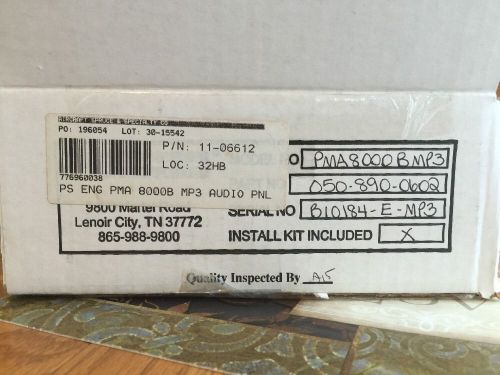 AIRCRAFT SPRUCE & SPECIALTY CO.
PO: 196054 LOT: 30-15542
P/N: 11-06612
LOC: 32HB
776960038
PS ENG PMA 8000B MP3 AUDIO PNL
NO PMA8000BMP3
050-890-0602
SERIAL NO B10184-E-MP3
9800 Martel Road
Lenoir City, TN 37772
865-988-9800
INSTALL KIT INCLUDED X
Quality Inspected By A15